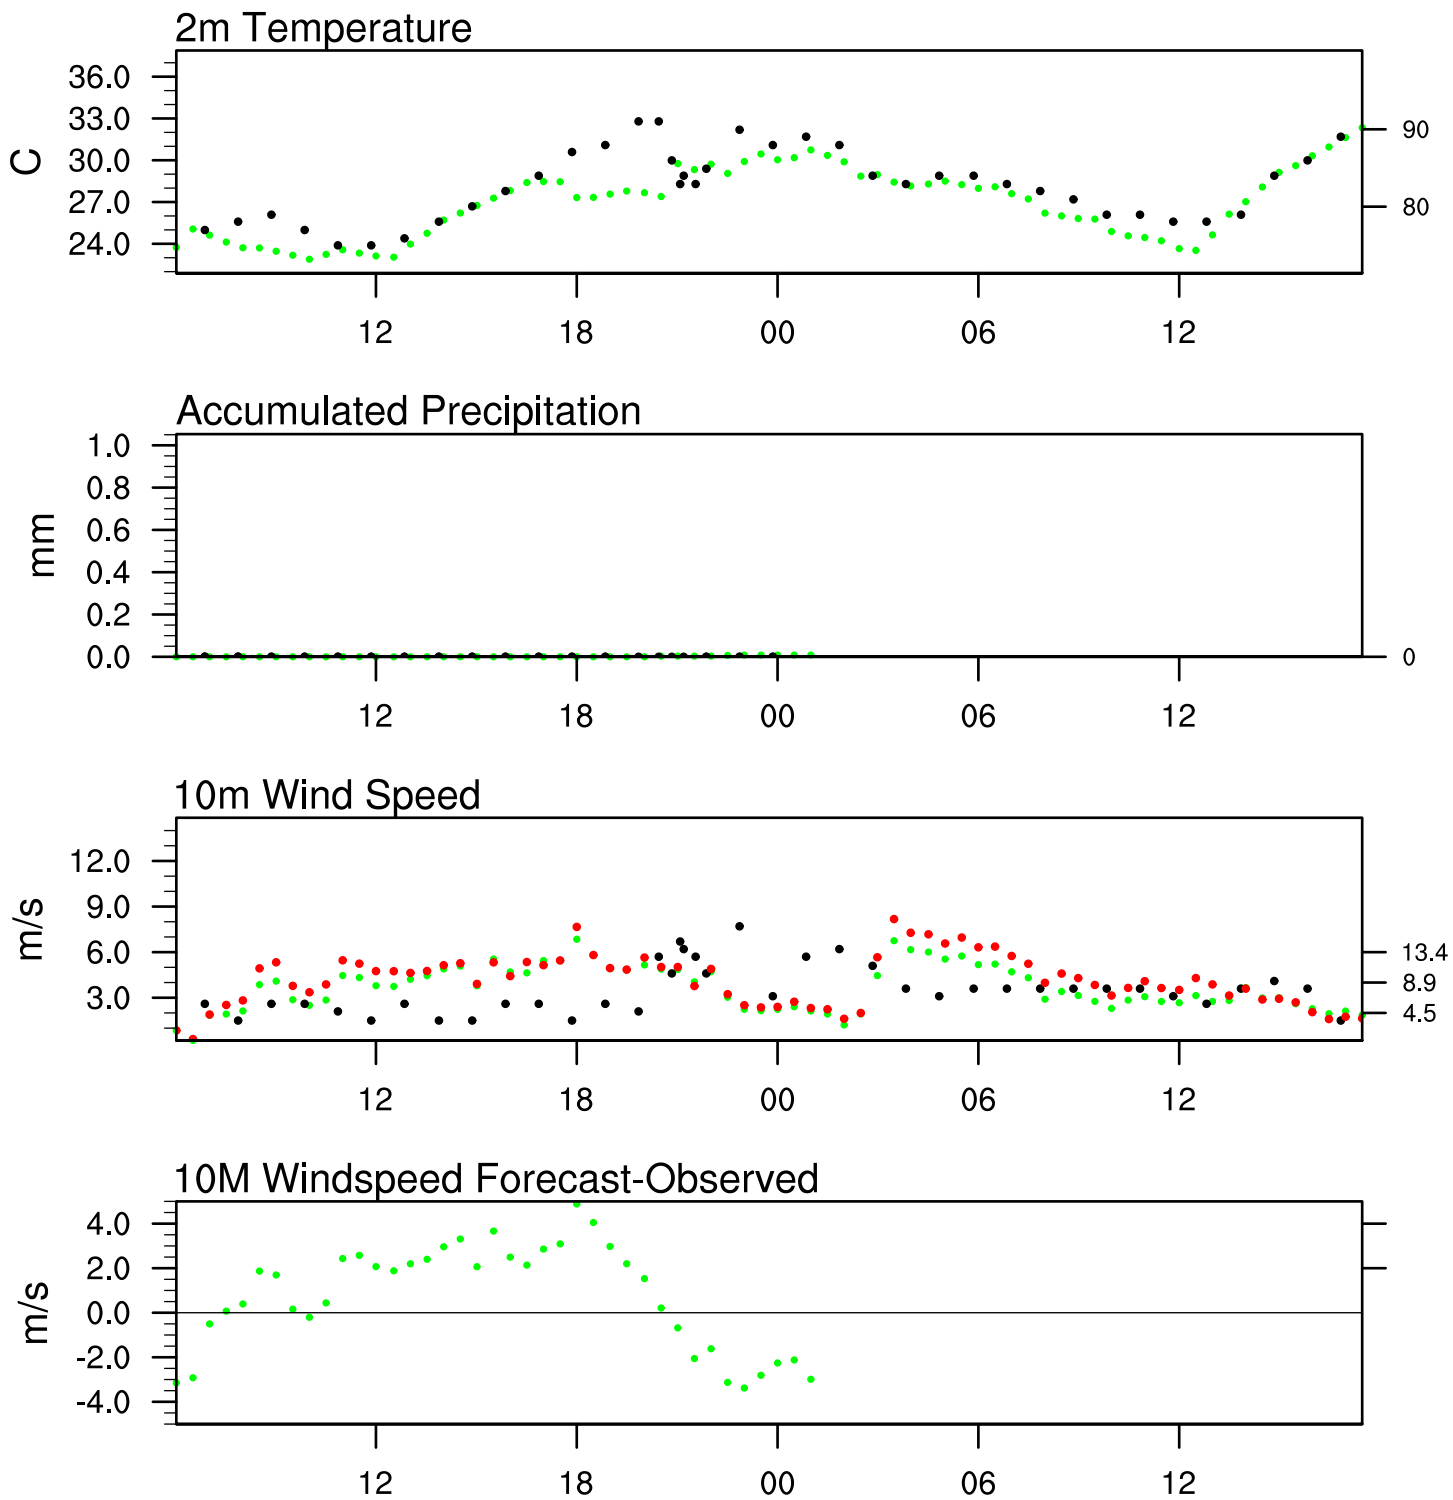 2m Temperature
36.0
33.0
30.0
27.0
24.0
C
90
80
12 18 00 06 12
Accumulated Precipitation
1.0
0.8
0.6
0.4
0.2
0.0
mm
0
12 18 00 06 12
10m Wind Speed
12.0
9.0
6.0
3.0
m/s
13.4
8.9
4.5
12 18 00 06 12
10M Windspeed Forecast-Observed
4.0
2.0
0.0
-2.0
-4.0
m/s
12 18 00 06 12